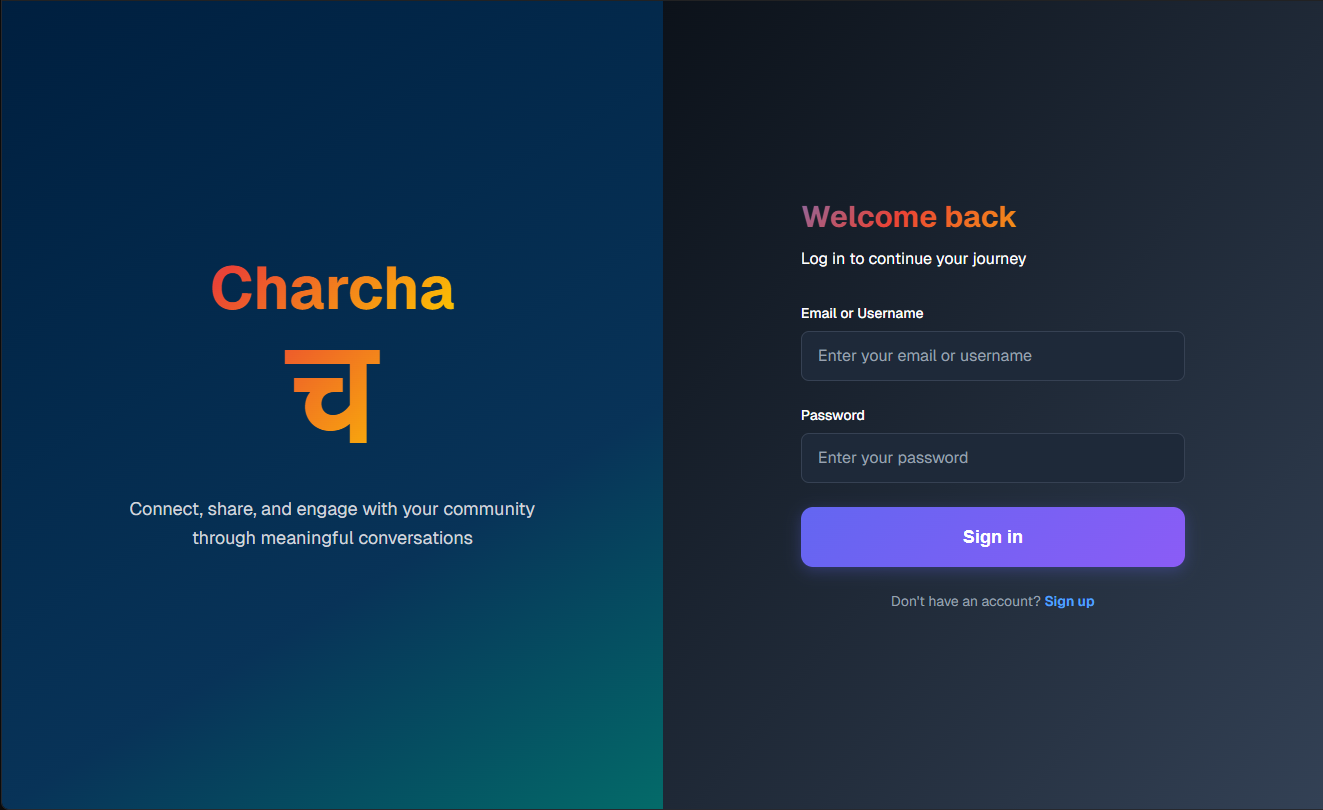 Charcha
च
Connect, share, and engage with your community
through meaningful conversations
Welcome back
Log in to continue your journey
Email or Username
Enter your email or username
Password
Enter your password
Sign in
Don't have an account? Sign up